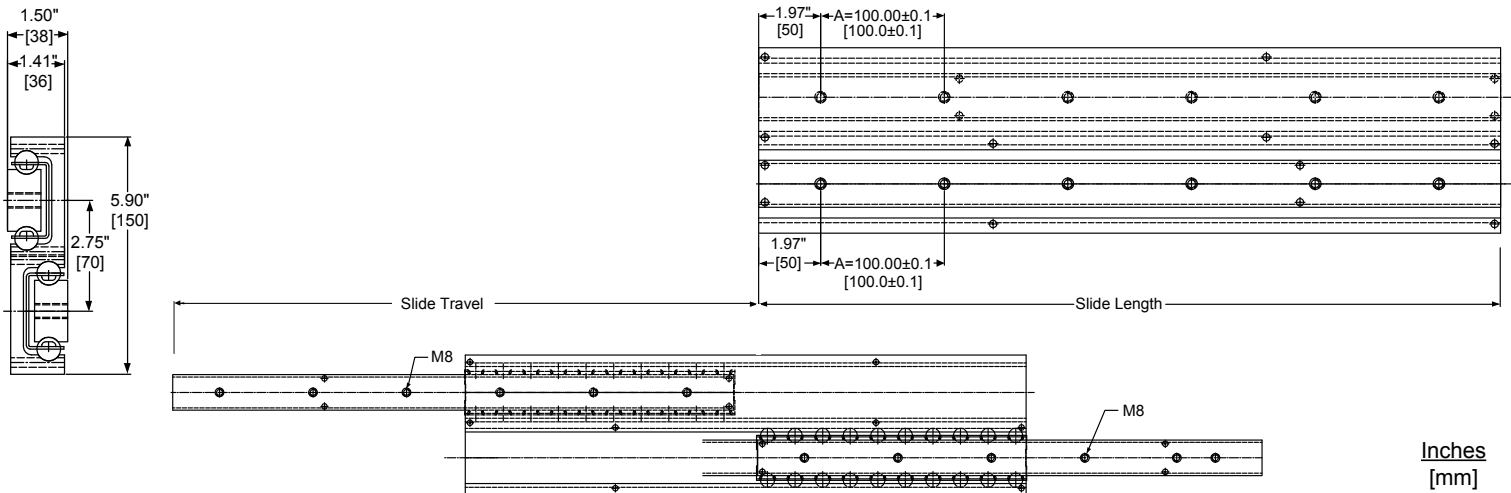 1.50"
[38]
1.41"
[36]
5.90"
[150]
2.75"
[70]
1.97"
[50]
A=100.00±0.1
[100.0±0.1]
1.97"
[50]
A=100.00±0.1
[100.0±0.1]
Slide Travel
Slide Length
M8
M8
Inches
[mm]